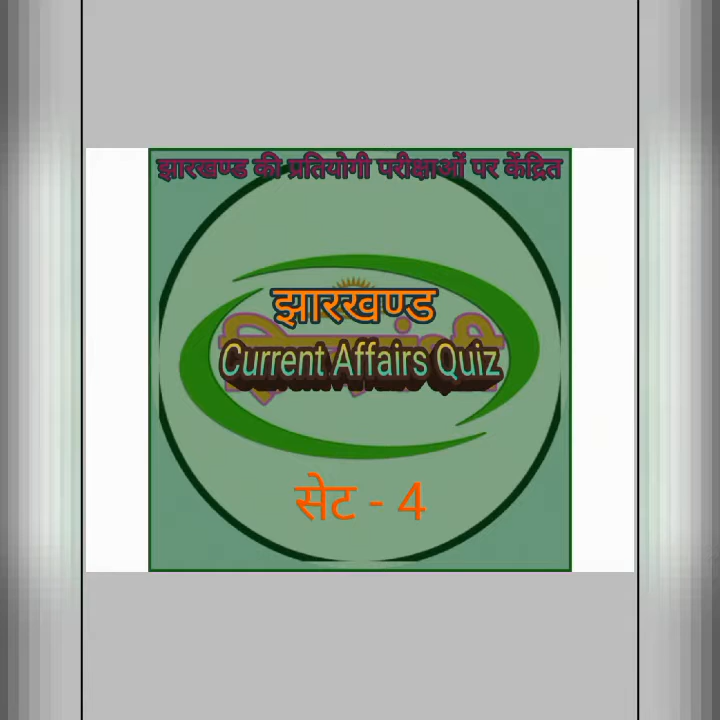 झारखण्ड की प्रतियोगी परीक्षाओं पर केंद्रित
झारखण्ड
Current Affairs Quiz
सेट - 4